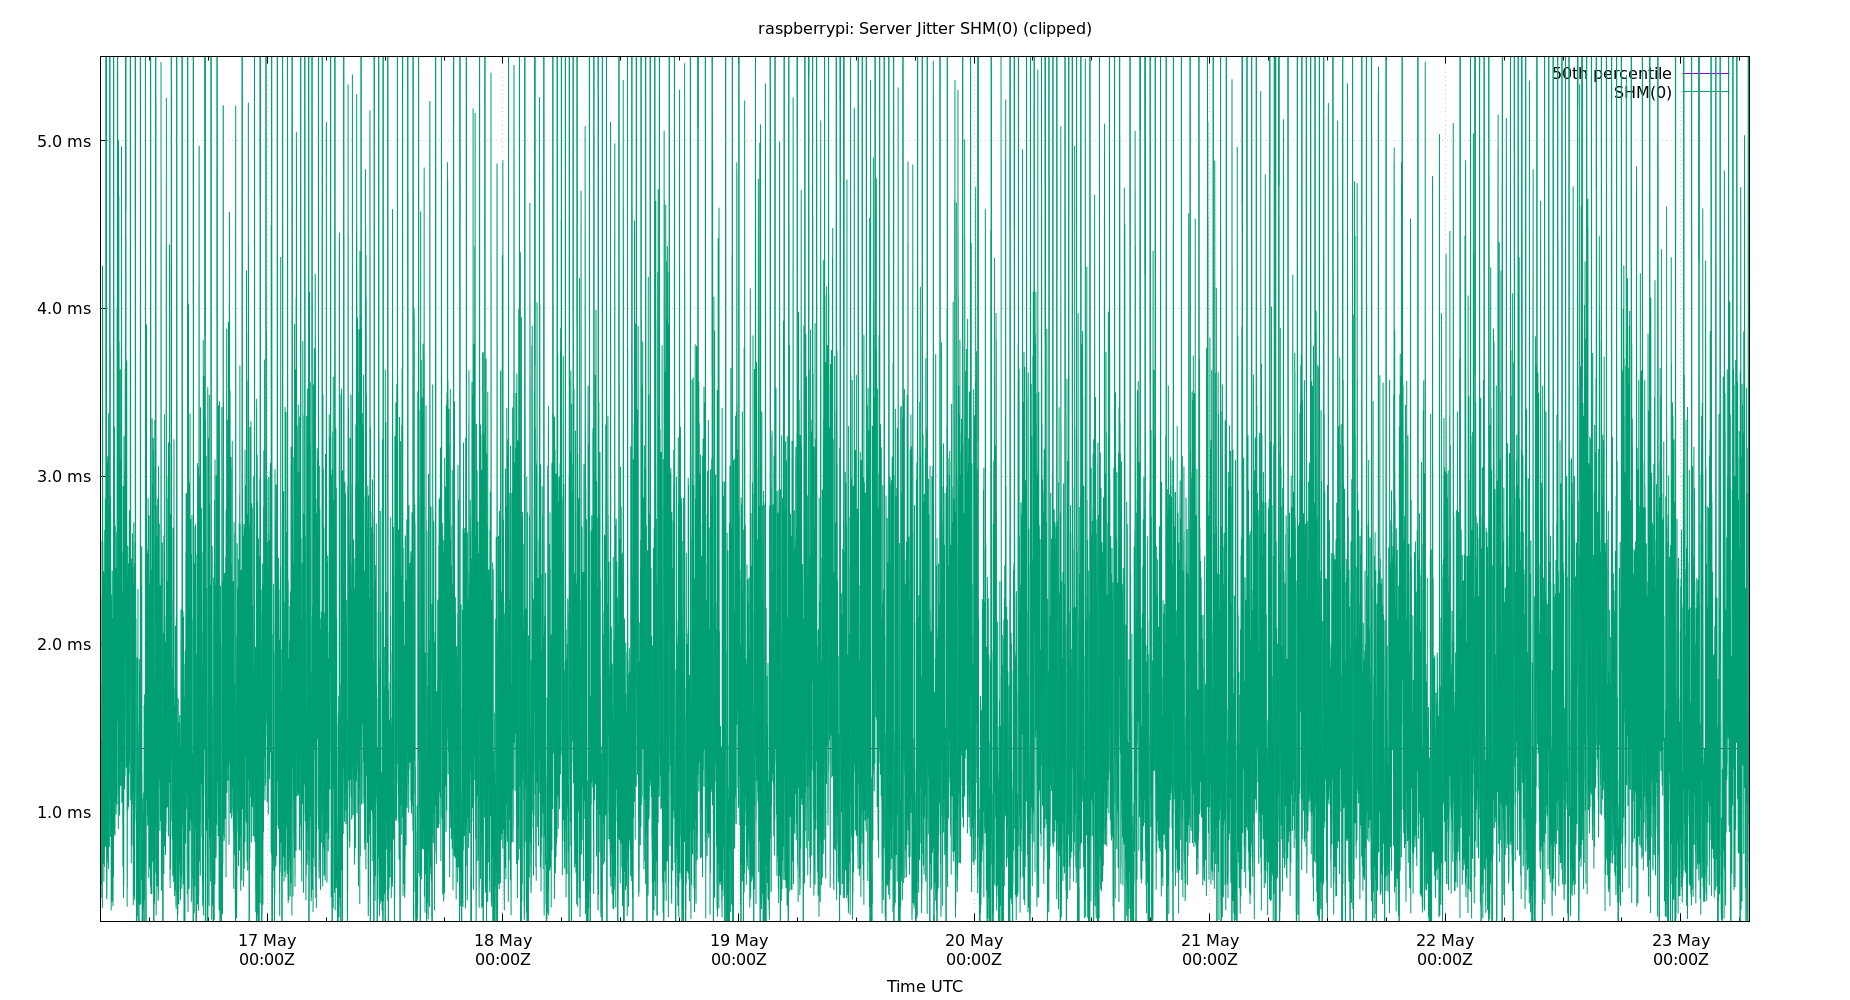 raspberrypi: Server Jitter SHM(0) (clipped)
50th percentile
SHM(0)
5.0 ms
4.0 ms
3.0 ms
2.0 ms
1.0 ms
17 May 18 May 19 May 20 May 21 May 22 May 23 May
00:00Z 00:00Z 00:00Z 00:00Z 00:00Z 00:00Z 00:00Z
Time UTC